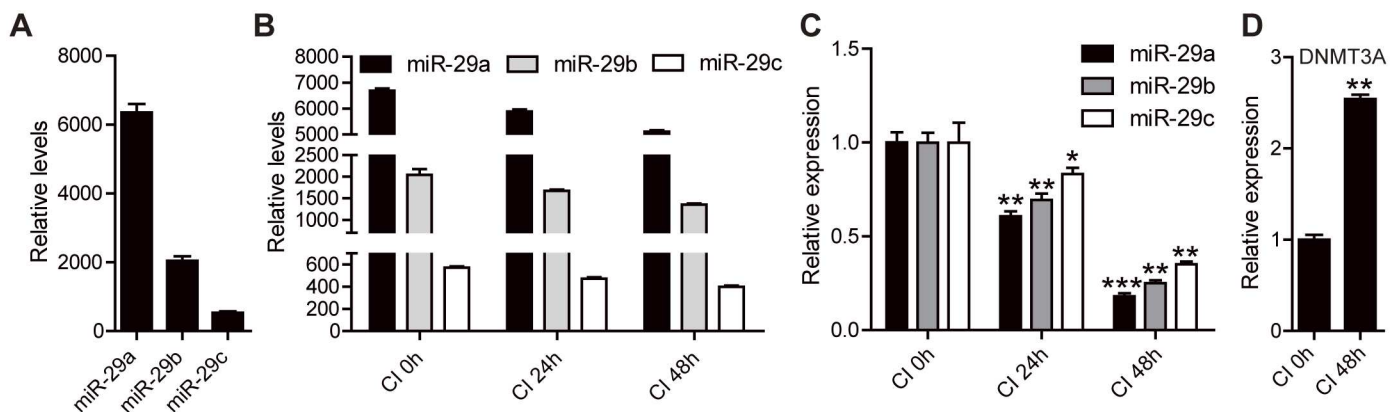 A
Relative levels
8000
6000
4000
2000
0
miR-29a
miR-29b
miR-29c
B
miR-29a
miR-29b
miR-29c
Relative levels
8000
7000
6000
5000
2500
2000
1500
1000
600
400
200
0
CI 0h
CI 24h
CI 48h
C
miR-29a
miR-29b
miR-29c
Relative expression
1.5
1.0
0.5
0.0
** ** *
*** ** **
CI 0h
CI 24h
CI 48h
D
DNMT3A
Relative expression
3
2
1
0
**
CI 0h
CI 48h